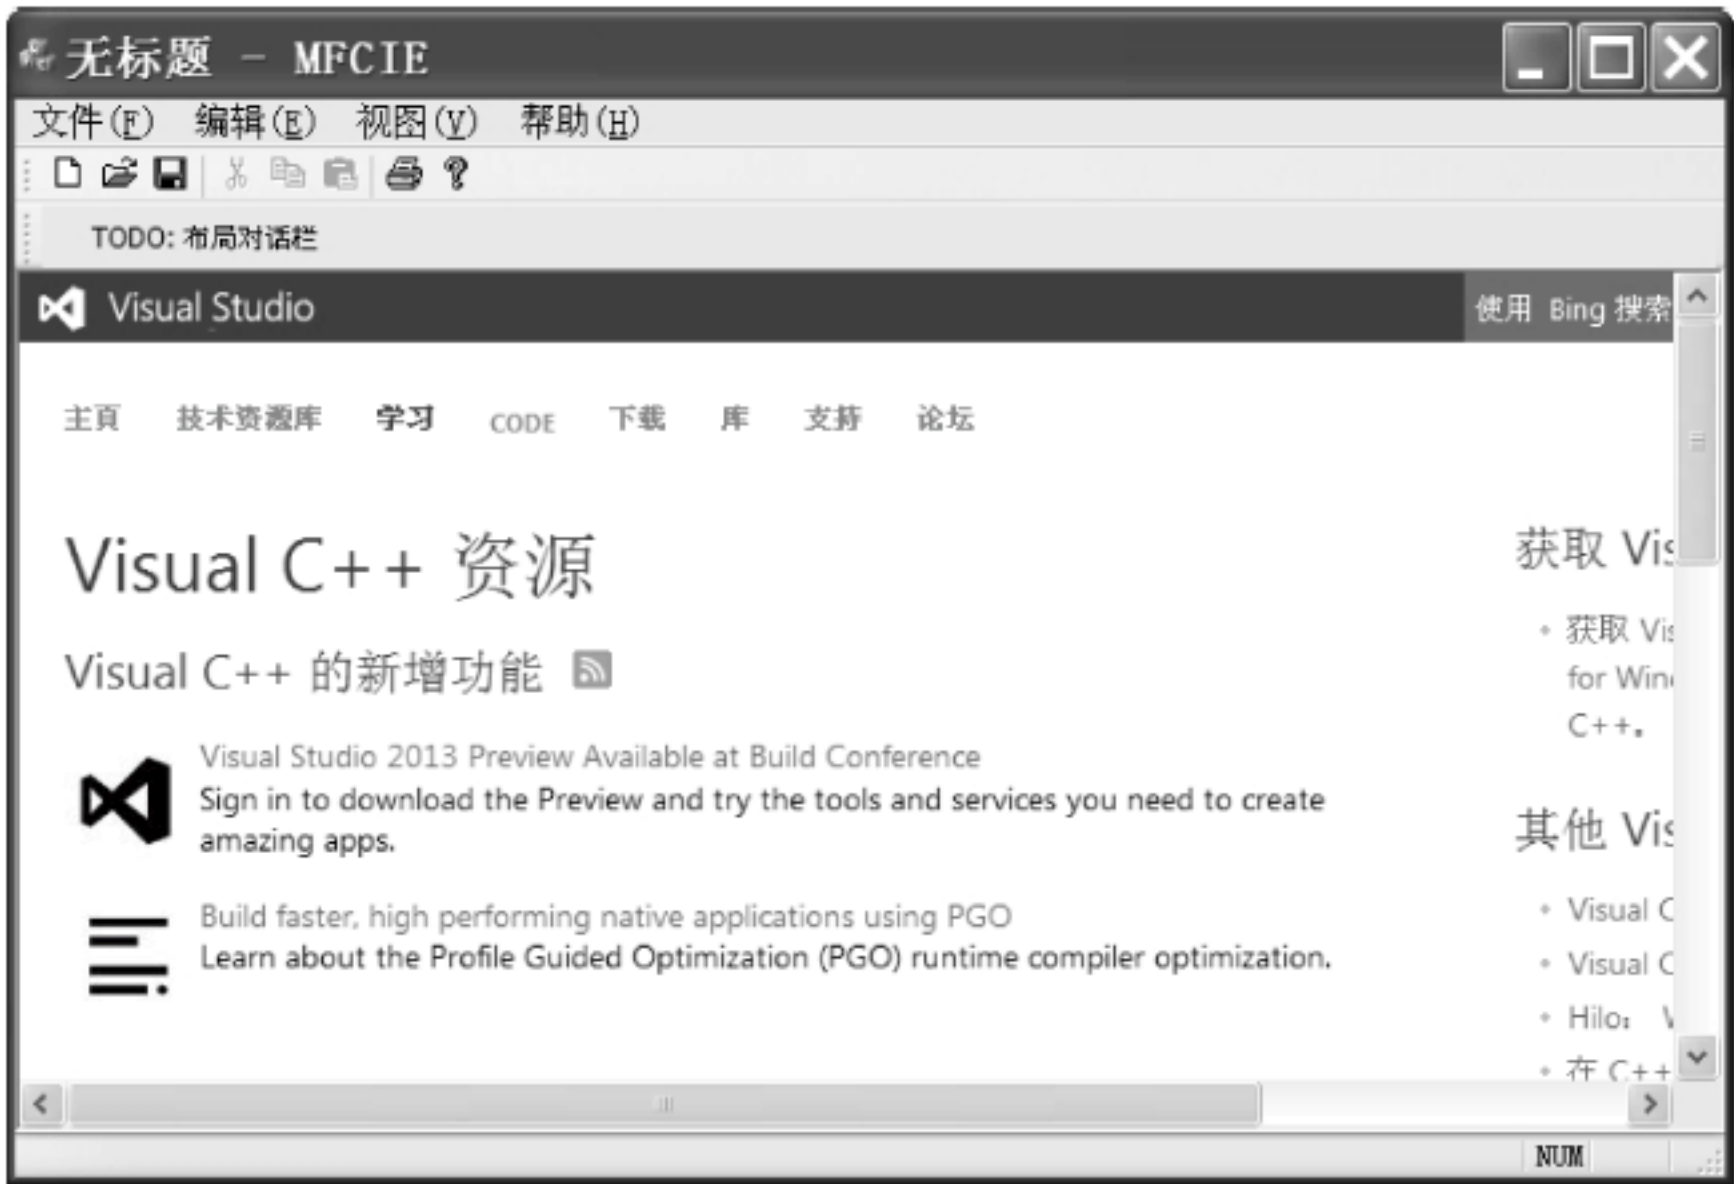 无标题 - MFCIE
文件(F) 编辑(E) 视图(V) 帮助(H)
TODO: 布局对话栏
Visual Studio 使用 Bing 搜索
主頁 技术资源库 学习 CODE 下载 库 支持 论坛
Visual C++ 资源
Visual C++ 的新增功能
Visual Studio 2013 Preview Available at Build Conference
Sign in to download the Preview and try the tools and services you need to create
amazing apps.
Build faster, high performing native applications using PGO
Learn about the Profile Guided Optimization (PGO) runtime compiler optimization.
获取 Vis
获取 Vis
for Win
C++。
其他 Vis
Visual C
Visual C
Hilo：
在 C++
NUM